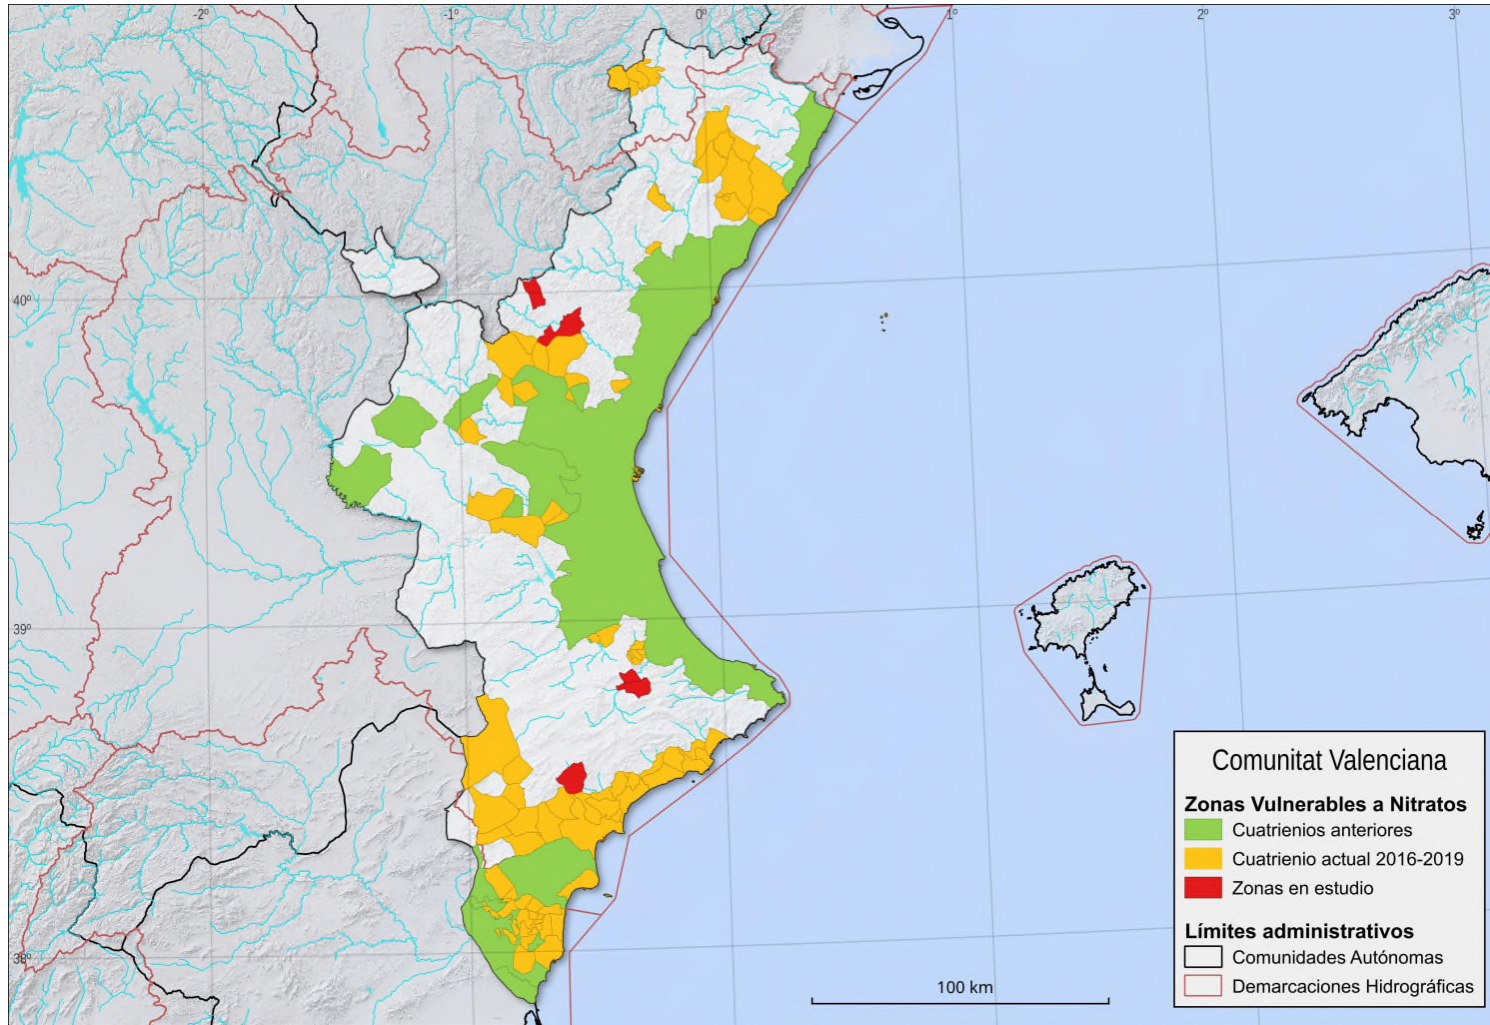 -2º
-1º
0º
1º
2º
3º
40º
39º
38º
Comunitat Valenciana
Zonas Vulnerables a Nitratos
Cuatrienios anteriores
Cuatrienio actual 2016-2019
Zonas en estudio
Límites administrativos
Comunidades Autónomas
Demarcaciones Hidrográficas
100 km